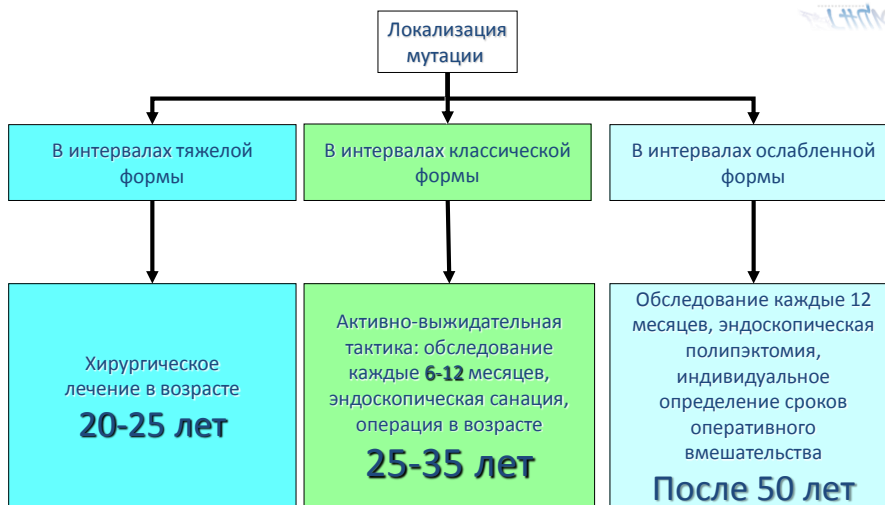 Локализация
мутации
В интервалах тяжелой
формы
В интервалах классической
формы
В интервалах ослабленной
формы
Хирургическое
лечение в возрасте
20-25 лет
Активно-выжидательная
тактика: обследование
каждые 6-12 месяцев,
эндоскопическая санация,
операция в возрасте
25-35 лет
Обследование каждые 12
месяцев, эндоскопическая
полипэктомия,
индивидуальное
определение сроков
оперативного
вмешательства
После 50 лет